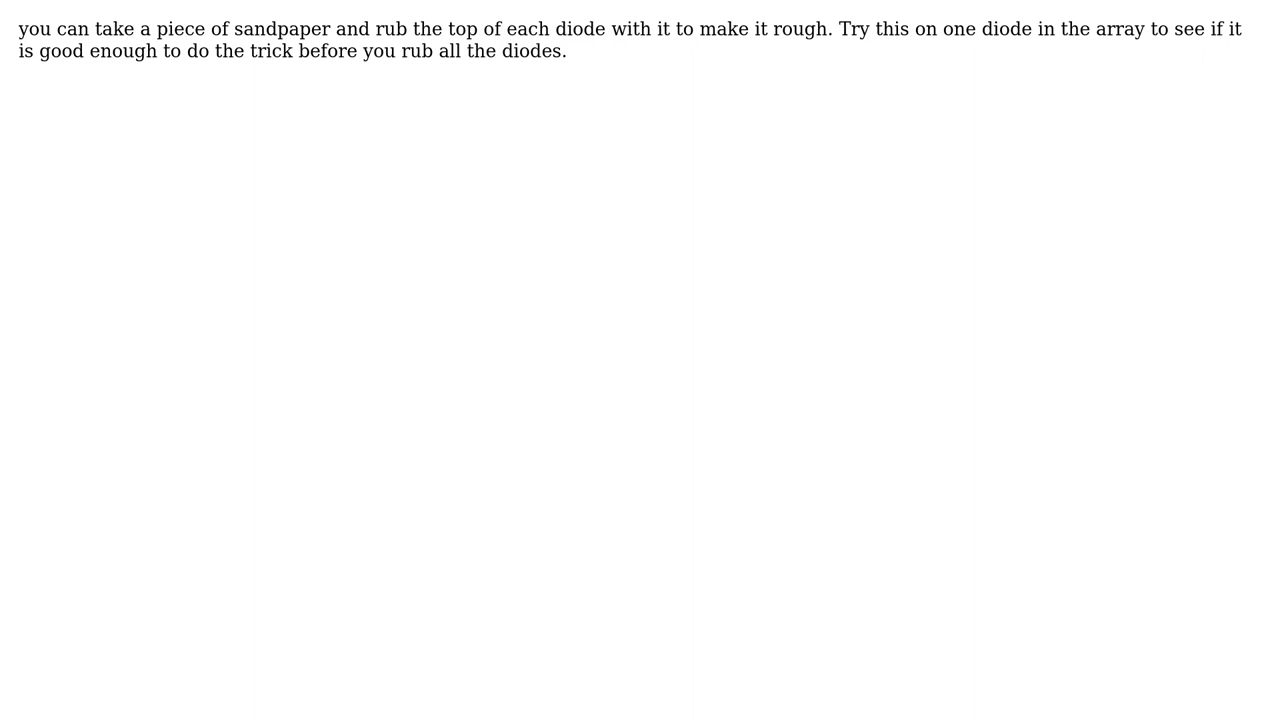 you can take a piece of sandpaper and rub the top of each diode with it to make it rough. Try this on one diode in the array to see if it
is good enough to do the trick before you rub all the diodes.